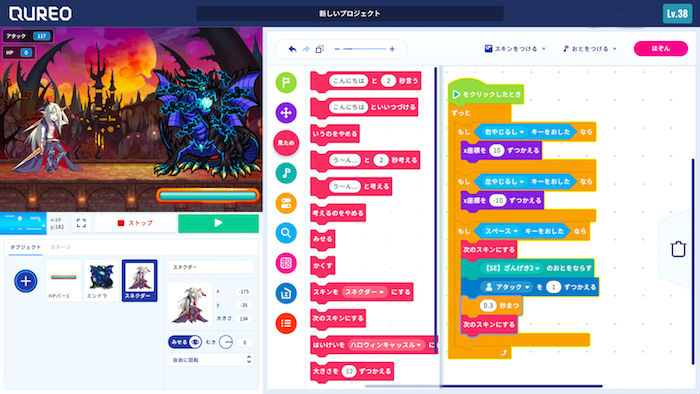 QUREO
新しいプロジェクト
Lv.38
アタック 117
HP 0
スキンをつける
おとをつける
ほぞん
x:10
y:182
ストップ
オブジェクト
ステージ
HPバー1
エンドラ
スネクダー
スネクダー
x -175
y -35
大きさ 134
みせる むき 0
自由に回転
見ため
こんにちは と 2 秒言う
こんにちは といいつづける
いうのをやめる
う〜ん... と 2 秒考える
う〜ん... と考える
考えるのをやめる
みせる
かくす
スキンを スネクダー にする
次のスキンにする
はいけいを ハロウィンキャッスル に
大きさを 12 ずつかえる
をクリックしたとき
ずっと
もし 右やじるし キーをおした なら
x座標を 10 ずつかえる
もし 左やじるし キーをおした なら
x座標を -10 ずつかえる
もし スペース キーをおした なら
次のスキンにする
【SE】ざんげき2 のおとをならす
アタック を 1 ずつかえる
0.3 秒まつ
次のスキンにする